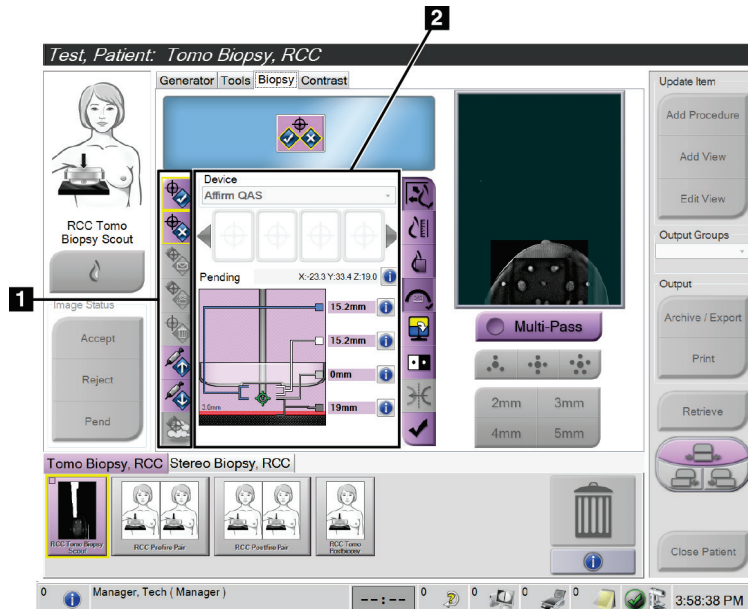 2
Test, Patient: Tomo Biopsy, RCC
Generator Tools Biopsy Contrast
Update Item
Add Procedure
Add View
Edit View
Output Groups
Output
Archive / Export
Print
Retrieve
Close Patient
RCC Tomo
Biopsy Scout
1
Image Status
Accept
Reject
Pend
Device
Affirm QAS
Pending X:-23.3 Y:33.4 Z:19.0
15.2mm
15.2mm
0mm
19mm
3.0mm
Multi-Pass
2mm 3mm
4mm 5mm
Tomo Biopsy, RCC Stereo Biopsy, RCC
RCC Tomo Biopsy
Scout
RCC Prefire Pair
RCC Postfire Pair
RCC Tomo
Postbiopsy
0 Manager, Tech ( Manager ) --:-- 0 0 0 0 3:58:38 PM